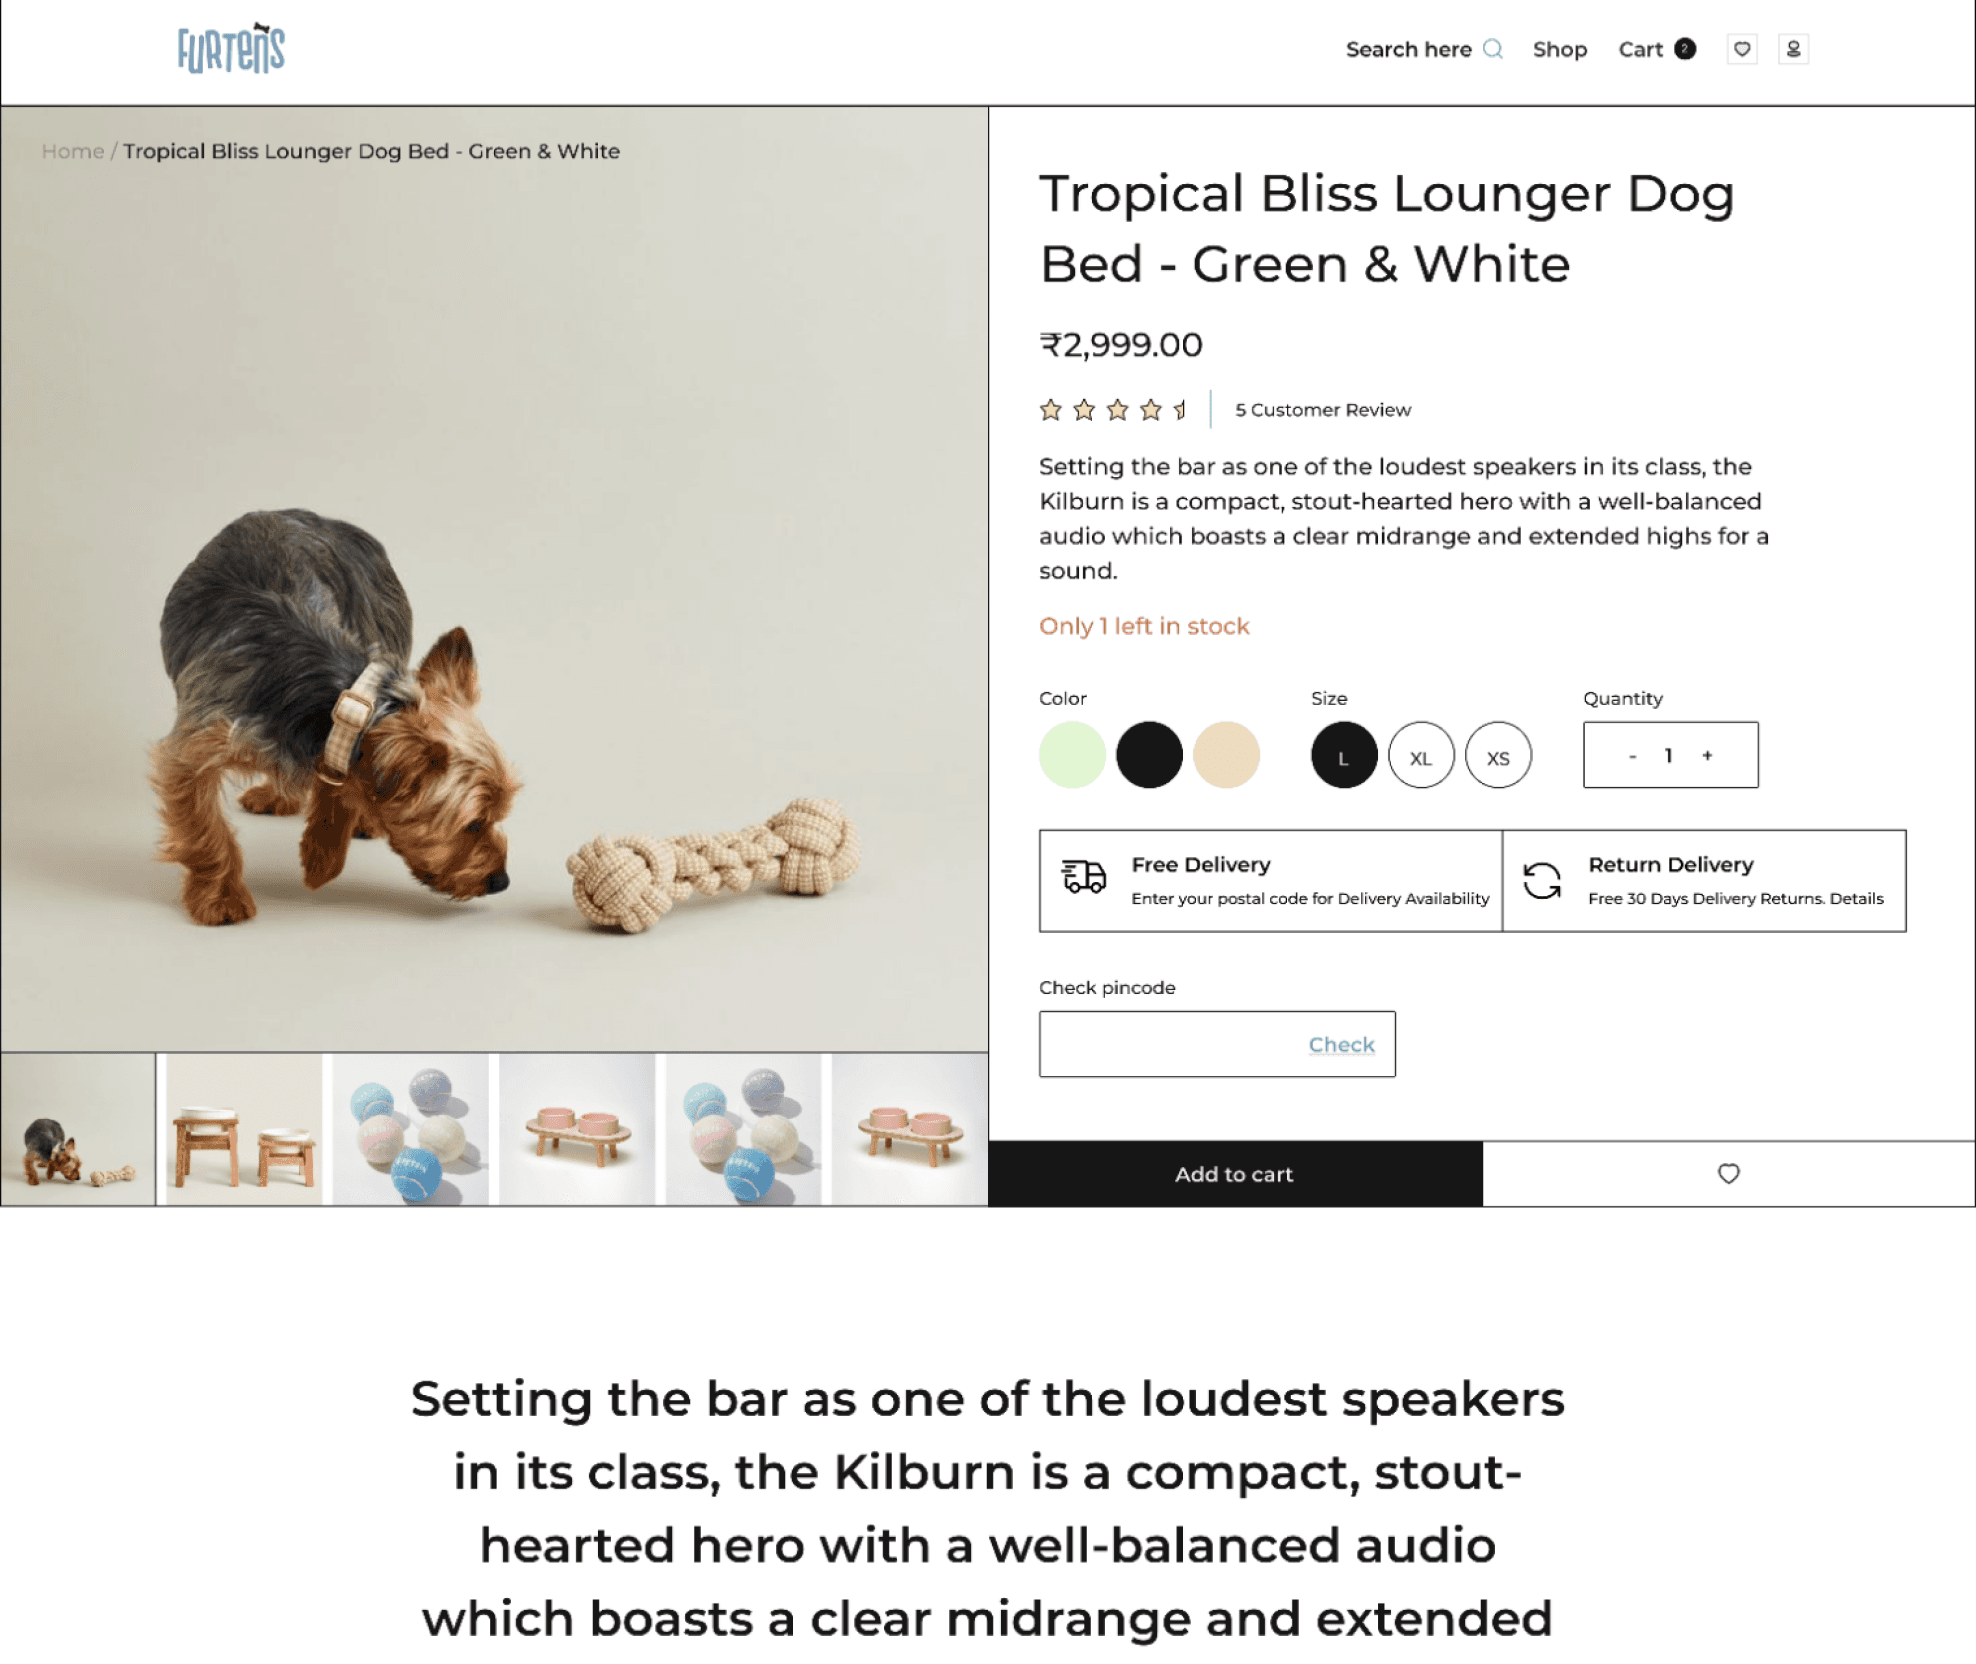 FURTENS
Search here
Shop
Cart 2
Home / Tropical Bliss Lounger Dog Bed - Green & White
Tropical Bliss Lounger Dog
Bed - Green & White
₹2,999.00
5 Customer Review
Setting the bar as one of the loudest speakers in its class, the
Kilburn is a compact, stout-hearted hero with a well-balanced
audio which boasts a clear midrange and extended highs for a
sound.
Only 1 left in stock
Color
Size
Quantity
L
XL
XS
- 1 +
Free Delivery
Enter your postal code for Delivery Availability
Return Delivery
Free 30 Days Delivery Returns. Details
Check pincode
Check
Add to cart
Setting the bar as one of the loudest speakers
in its class, the Kilburn is a compact, stout-
hearted hero with a well-balanced audio
which boasts a clear midrange and extended